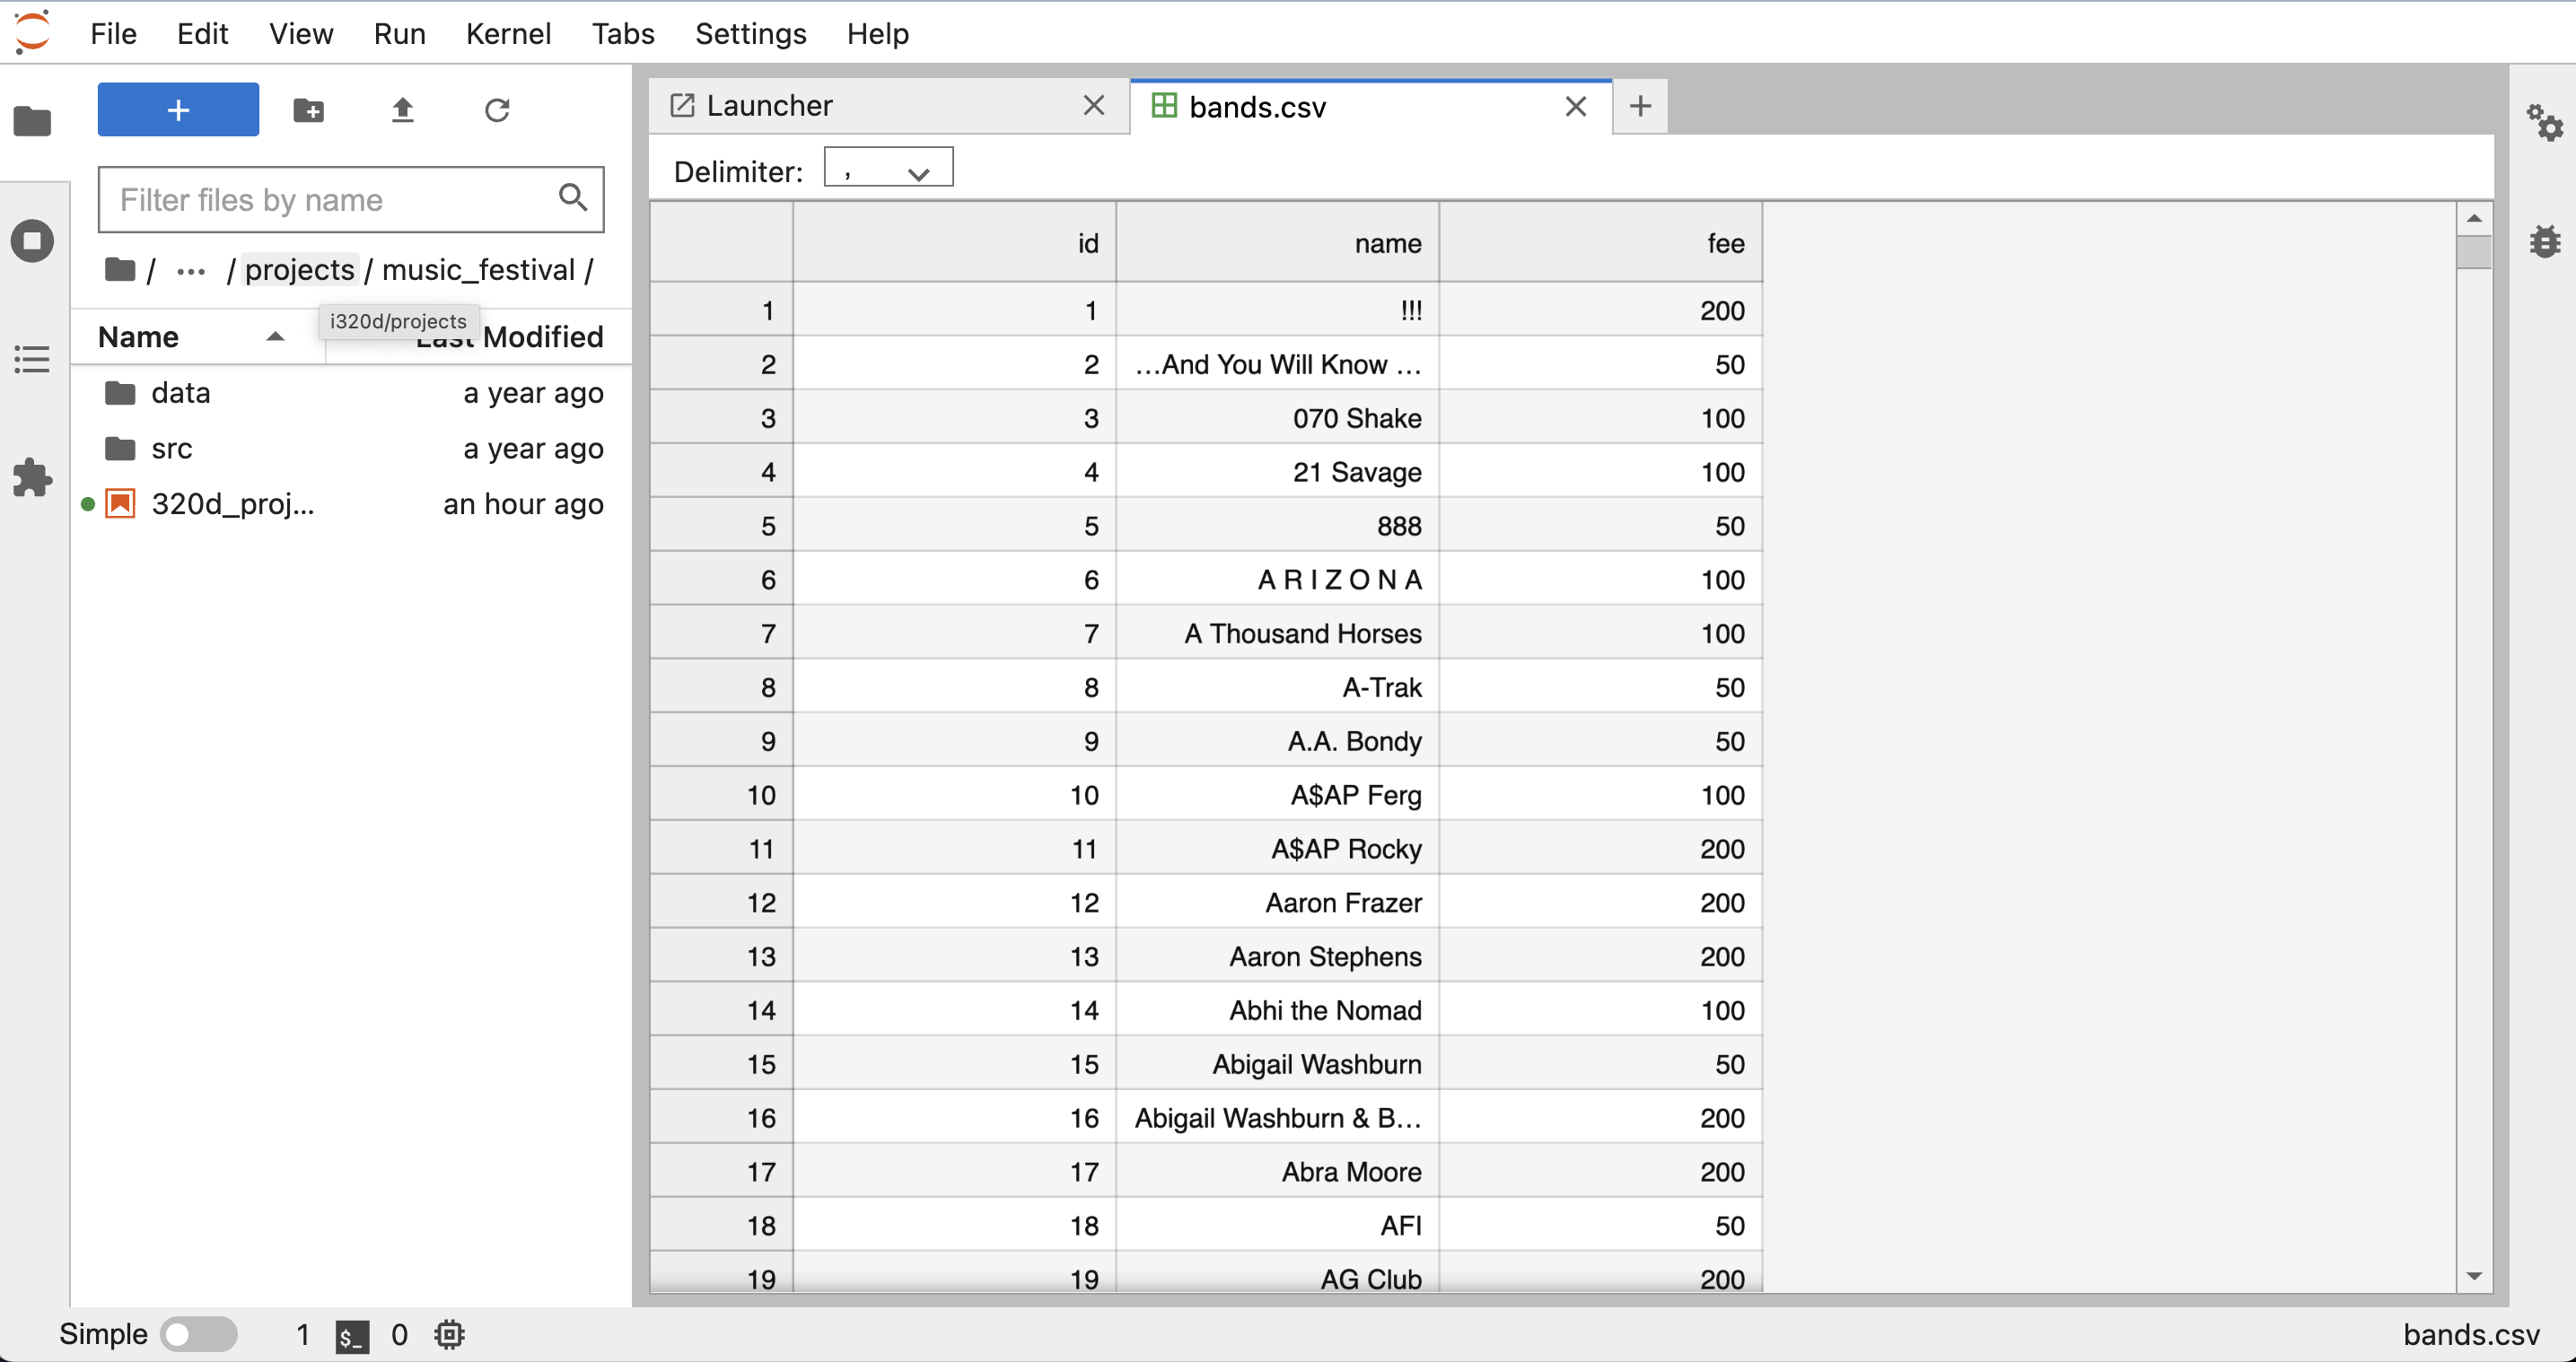 File Edit View Run Kernel Tabs Settings Help
+
Filter files by name
/ ... / projects / music_festival /
i320d/projects
Name Last Modified
data a year ago
src a year ago
320d_proj... an hour ago
Launcher bands.csv
Delimiter: ,
id name fee
1 1 !!! 200
2 2 ...And You Will Know ... 50
3 3 070 Shake 100
4 4 21 Savage 100
5 5 888 50
6 6 A R I Z O N A 100
7 7 A Thousand Horses 100
8 8 A-Trak 50
9 9 A.A. Bondy 50
10 10 A$AP Ferg 100
11 11 A$AP Rocky 200
12 12 Aaron Frazer 200
13 13 Aaron Stephens 200
14 14 Abhi the Nomad 100
15 15 Abigail Washburn 50
16 16 Abigail Washburn & B... 200
17 17 Abra Moore 200
18 18 AFI 50
19 19 AG Club 200
Simple 1 $_ 0 bands.csv